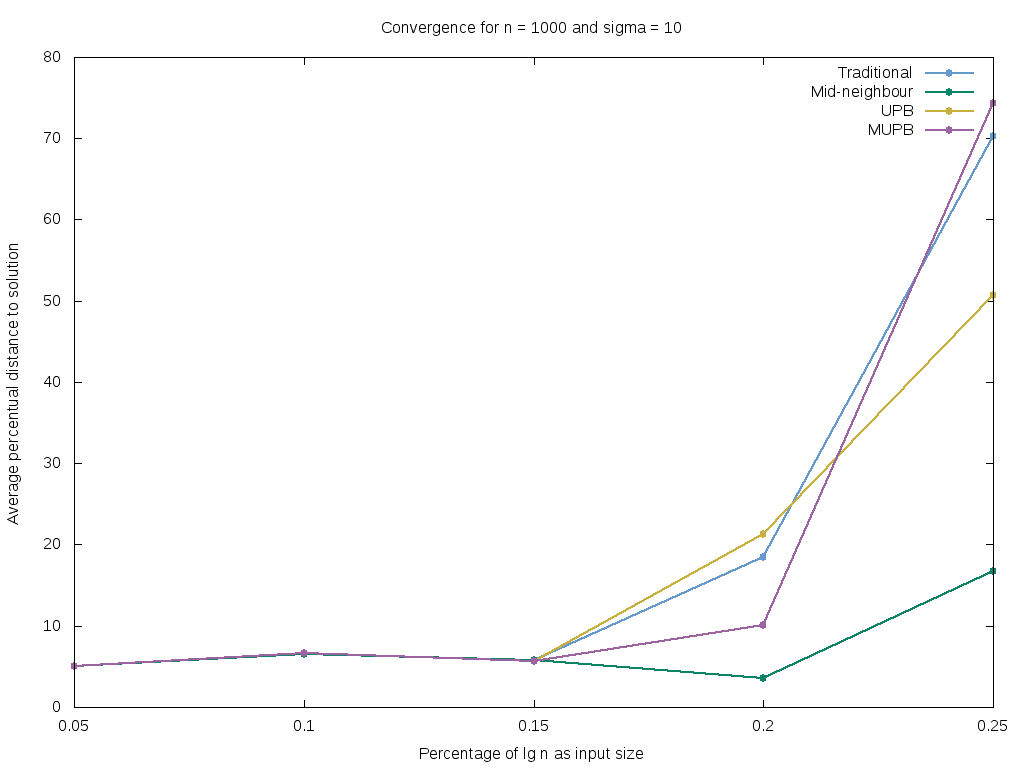 Convergence for n = 1000 and sigma = 10
Traditional
Mid-neighbour
UPB
MUPB
80
70
60
50
40
30
20
10
0
Average percentual distance to solution
0.05 0.1 0.15 0.2 0.25
Percentage of lg n as input size